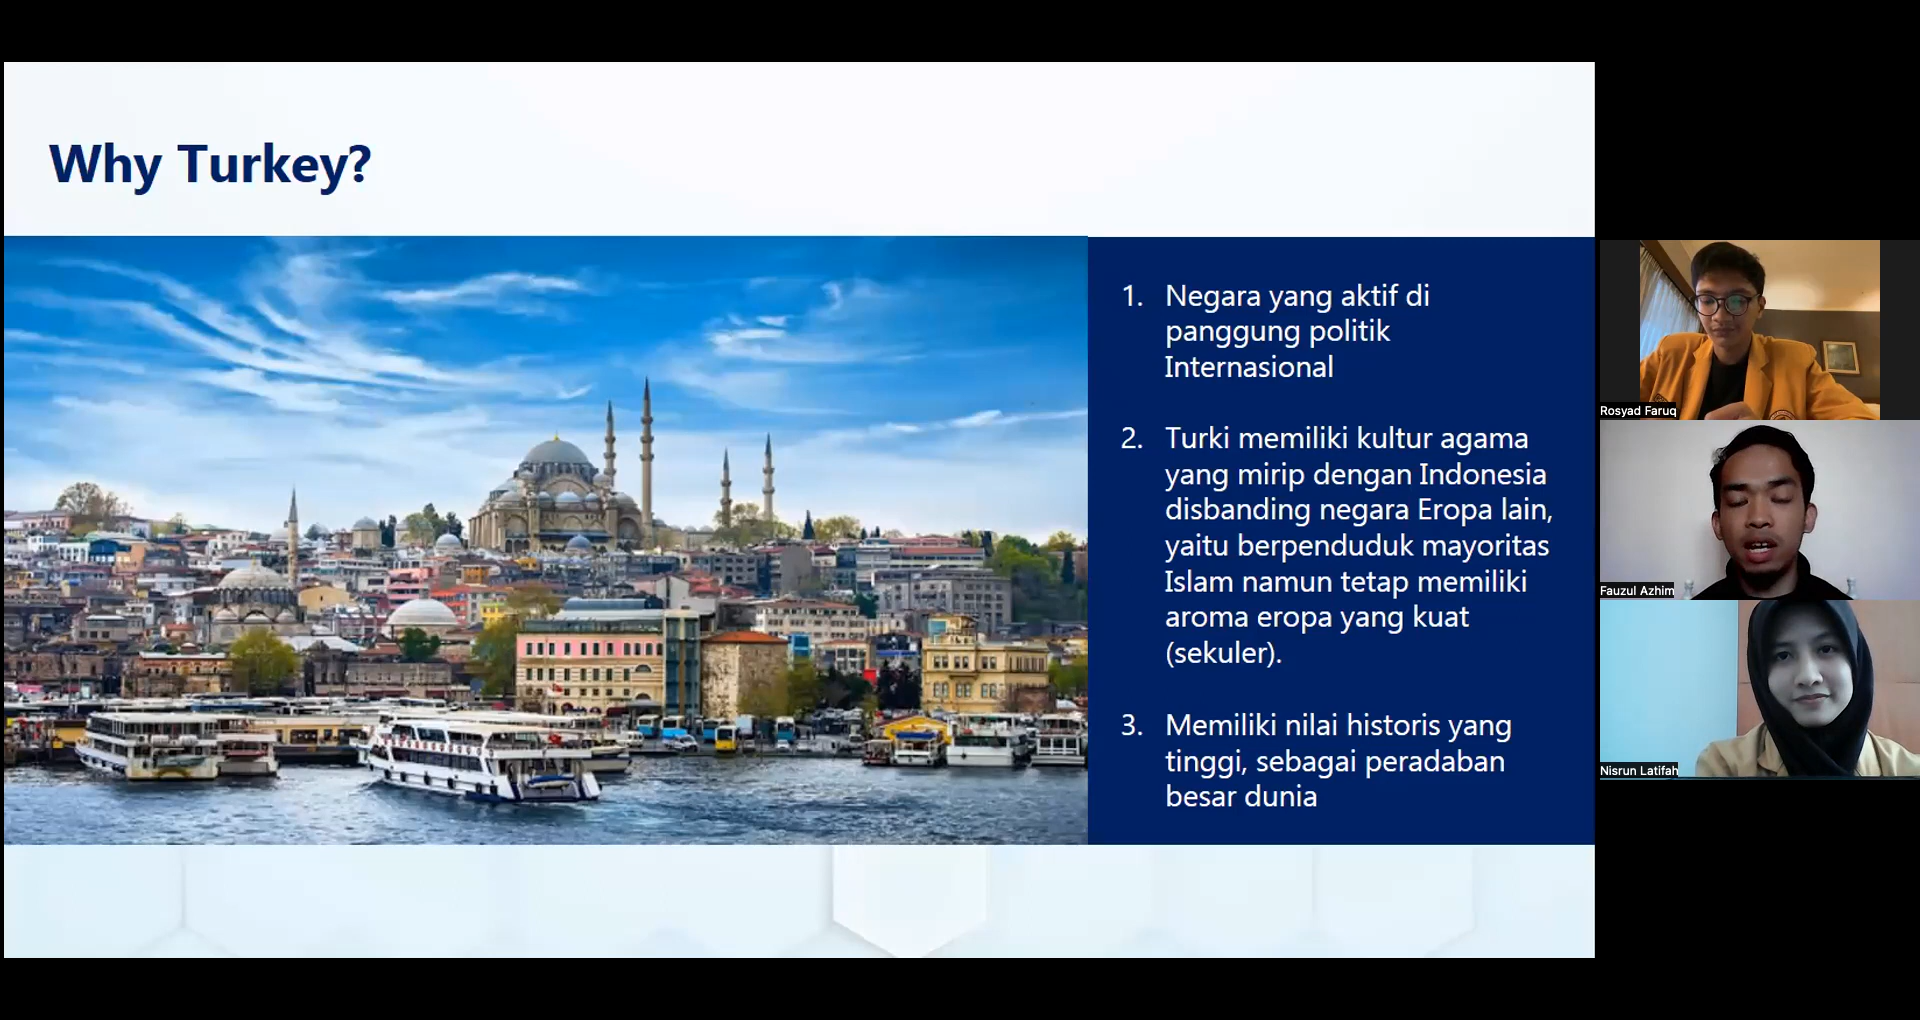 Why Turkey?
1. Negara yang aktif di
panggung politik
Internasional
2. Turki memiliki kultur agama
yang mirip dengan Indonesia
disbanding negara Eropa lain,
yaitu berpenduduk mayoritas
Islam namun tetap memiliki
aroma eropa yang kuat
(sekuler).
3. Memiliki nilai historis yang
tinggi, sebagai peradaban
besar dunia
Rosyad Faruq
Fauzul Azhim
Nisrun Latifah